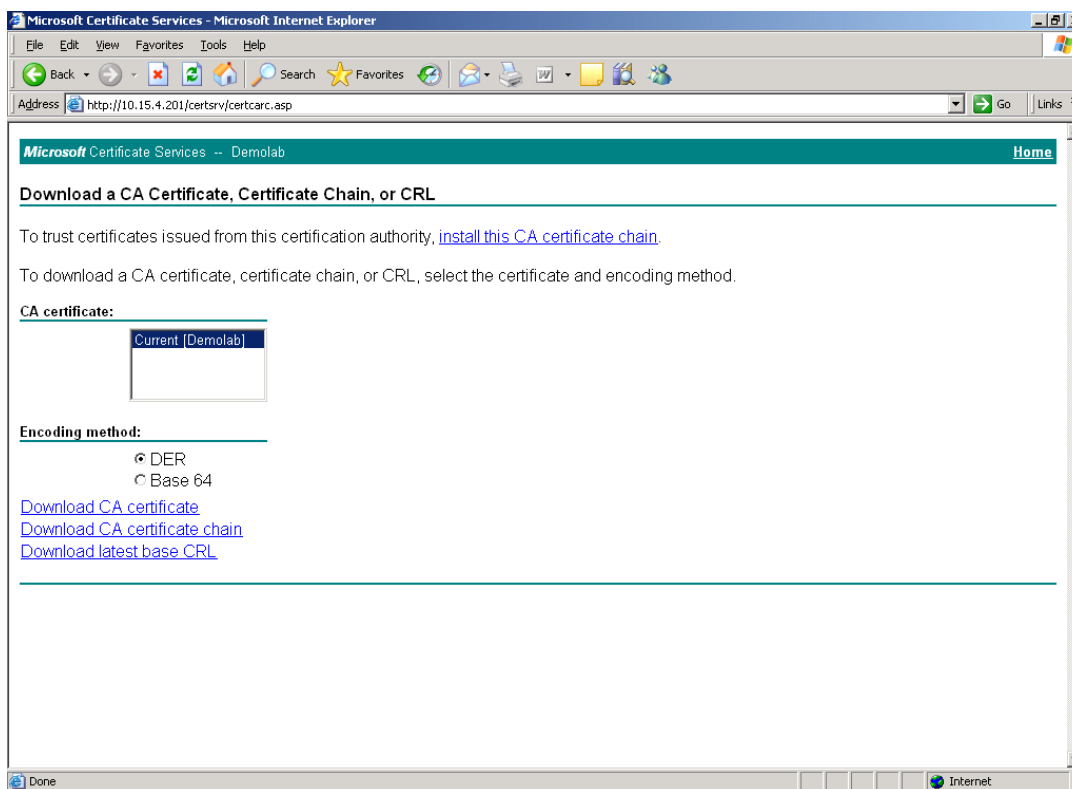 Microsoft Certificate Services - Microsoft Internet Explorer
File Edit View Favorites Tools Help
Back Search Favorites
Address http://10.15.4.201/certsrv/certcarc.asp Go Links
Microsoft Certificate Services -- Demolab Home
Download a CA Certificate, Certificate Chain, or CRL
To trust certificates issued from this certification authority, install this CA certificate chain.
To download a CA certificate, certificate chain, or CRL, select the certificate and encoding method.
CA certificate:
Current [Demolab]
Encoding method:
DER
Base 64
Download CA certificate
Download CA certificate chain
Download latest base CRL
Done Internet